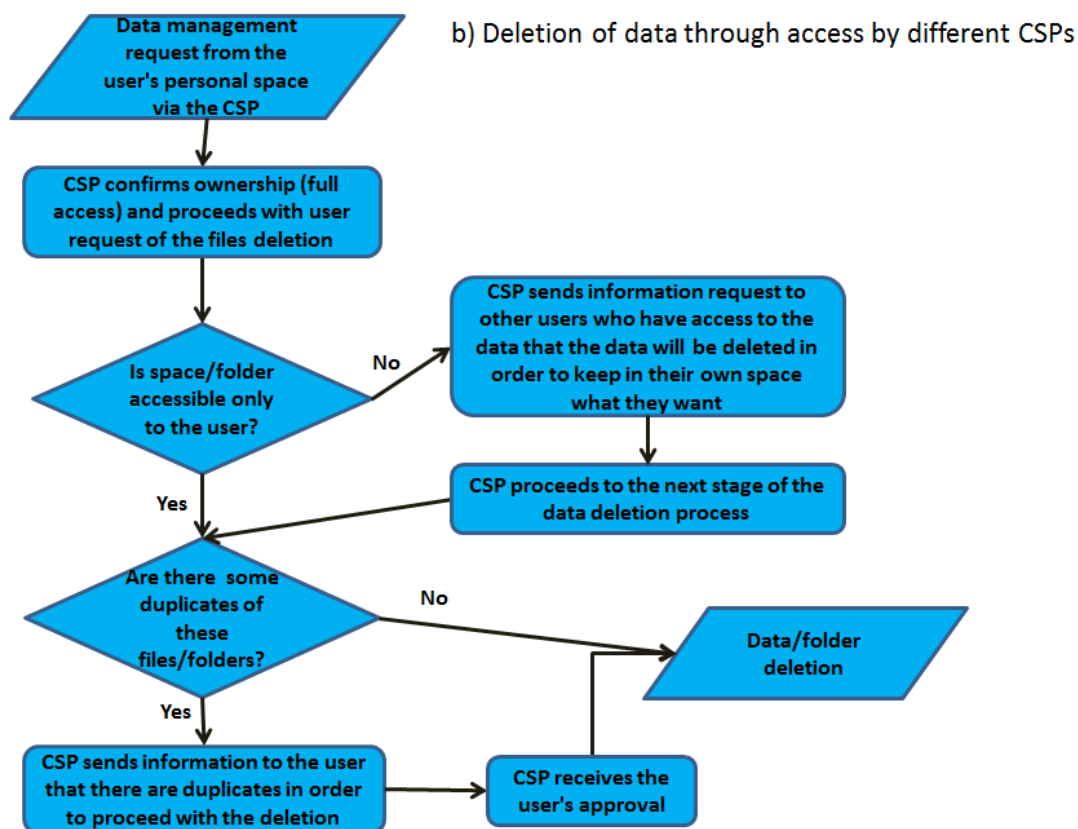 b) Deletion of data through access by different CSPs
Data management
request from the
user's personal space
via the CSP
CSP confirms ownership (full
access) and proceeds with user
request of the files deletion
Is space/folder
accessible only
to the user?
No
CSP sends information request to
other users who have access to the
data that the data will be deleted in
order to keep in their own space
what they want
Yes
CSP proceeds to the next stage of the
data deletion process
Are there some
duplicates of
these
files/folders?
No
Data/folder
deletion
Yes
CSP sends information to the user
that there are duplicates in order
to proceed with the deletion
CSP receives the
user's approval